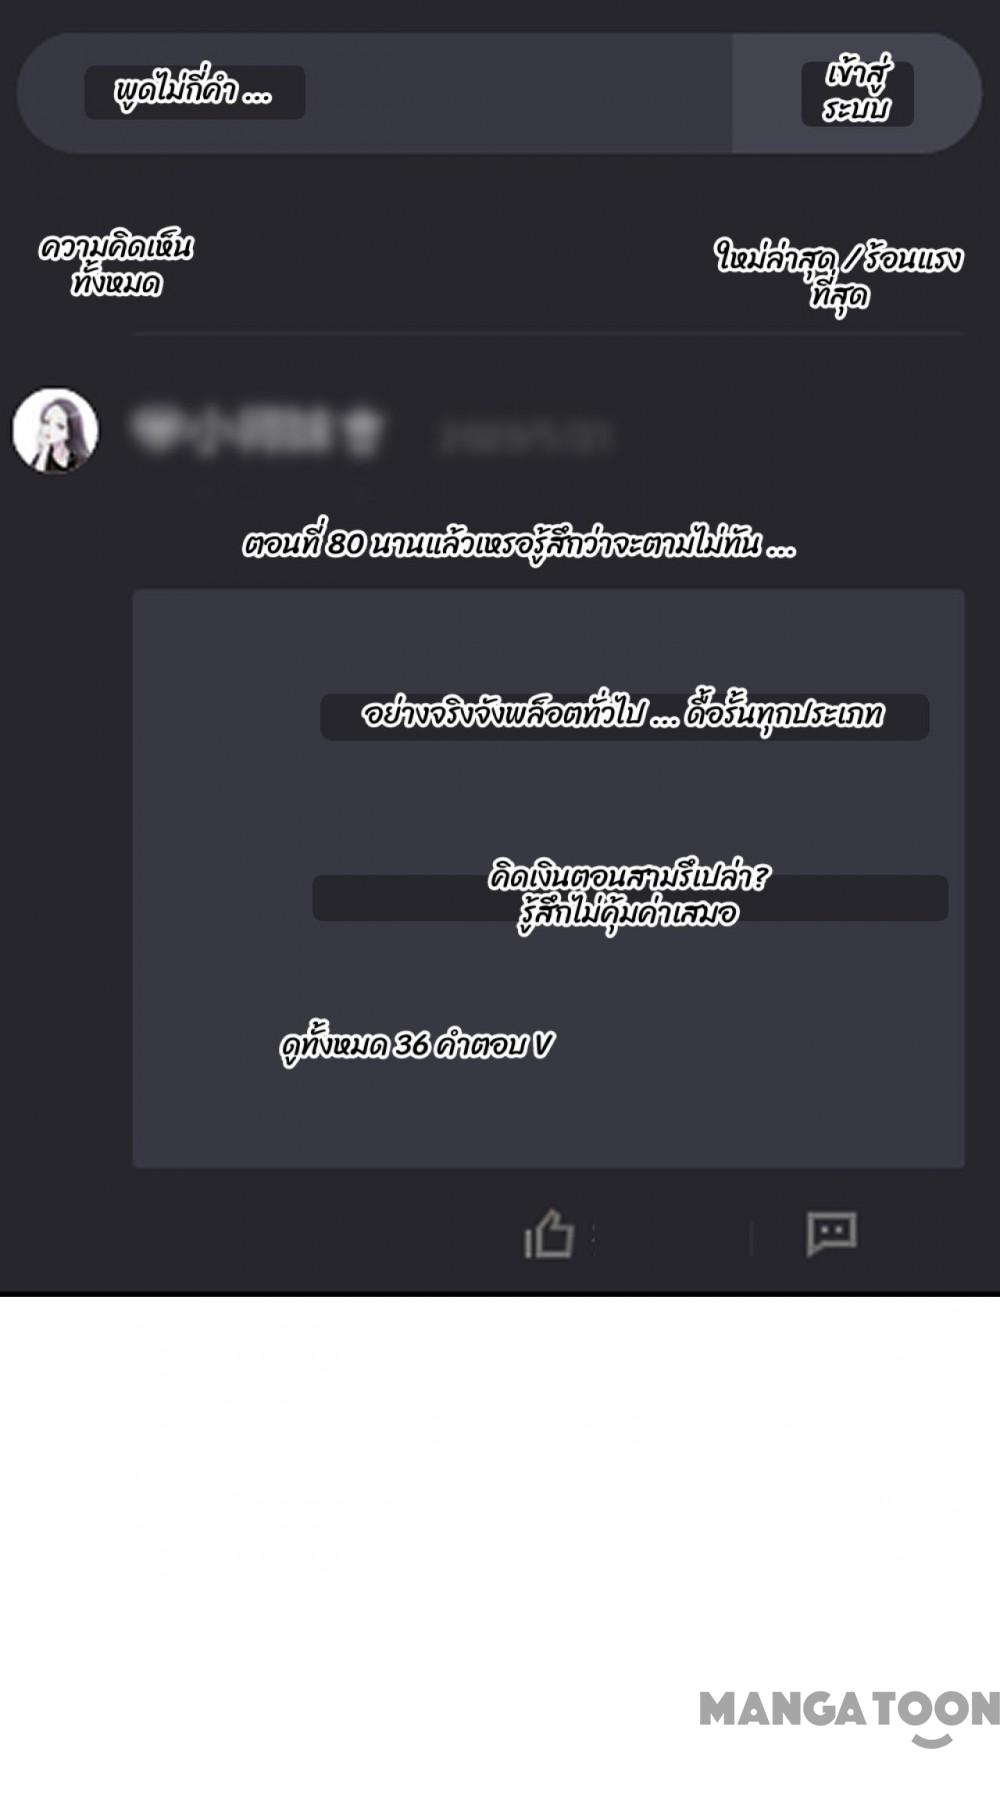 พูดไม่กี่คำ ...
เข้าสู่
ระบบ
ความคิดเห็น
ทั้งหมด
ใหม่ล่าสุด / ร้อนแรง
ที่สุด
ตอนที่ 80 นานแล้วเหรอรู้สึกว่าจะตามไม่ทัน ...
อย่างจริงจังพล็อตทั่วไป ... ดื้อรั้นทุกประเภท
คิดเงินตอนสามรึเปล่า?
รู้สึกไม่คุ้มค่าเสมอ
ดูทั้งหมด 36 คำตอบ V
MANGATOON